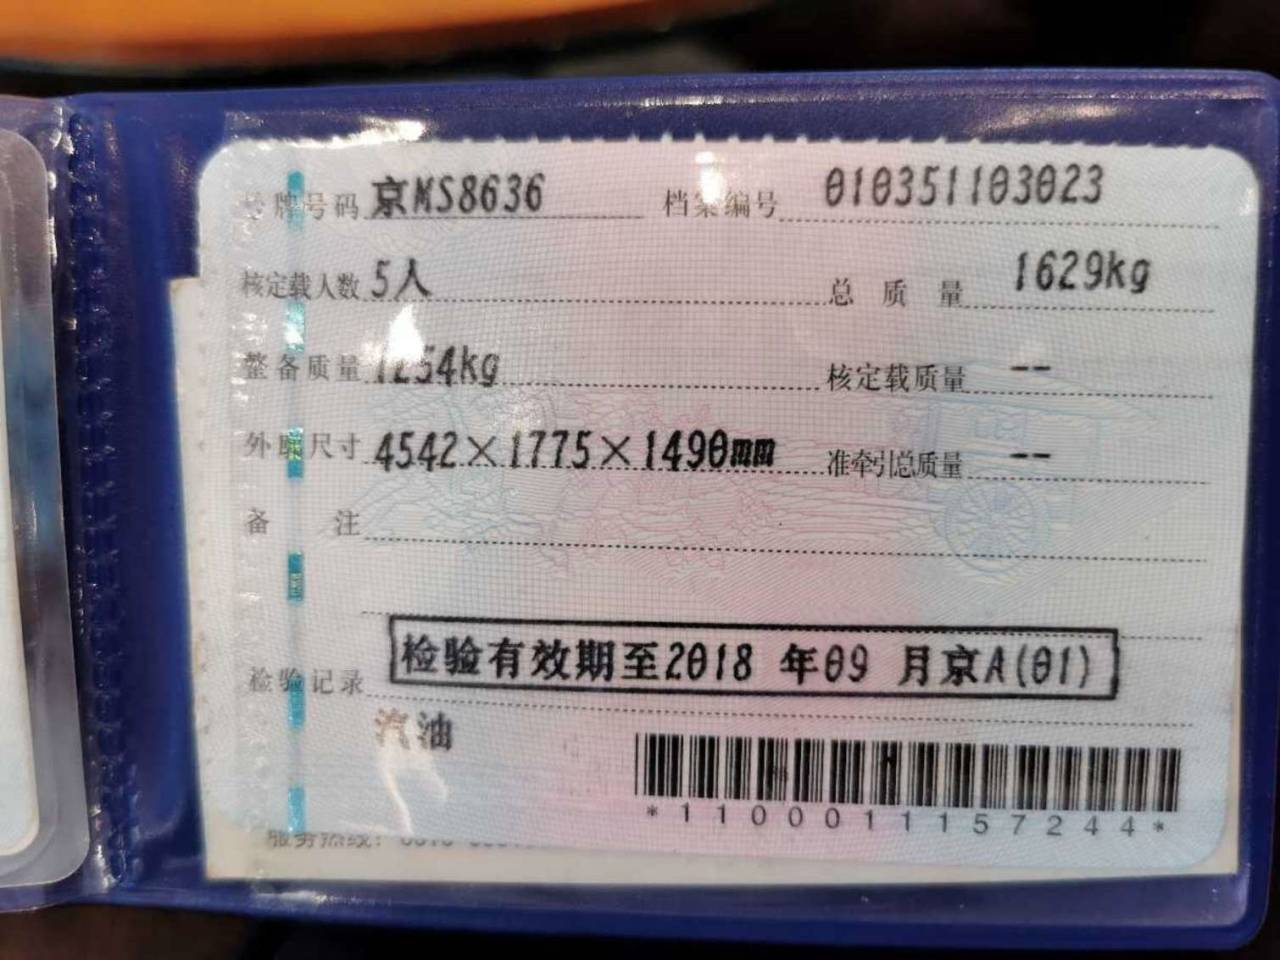 号牌号码 京MS8636 档案编号 010351103023
核定载人数 5人 总质量 1629kg
整备质量 1254kg 核定载质量 --
外廓尺寸 4542×1775×1490mm 准牵引总质量 --
备注
检验记录 检验有效期至2018 年09 月京A(01)
汽油
*1100011157244*
服务热线: